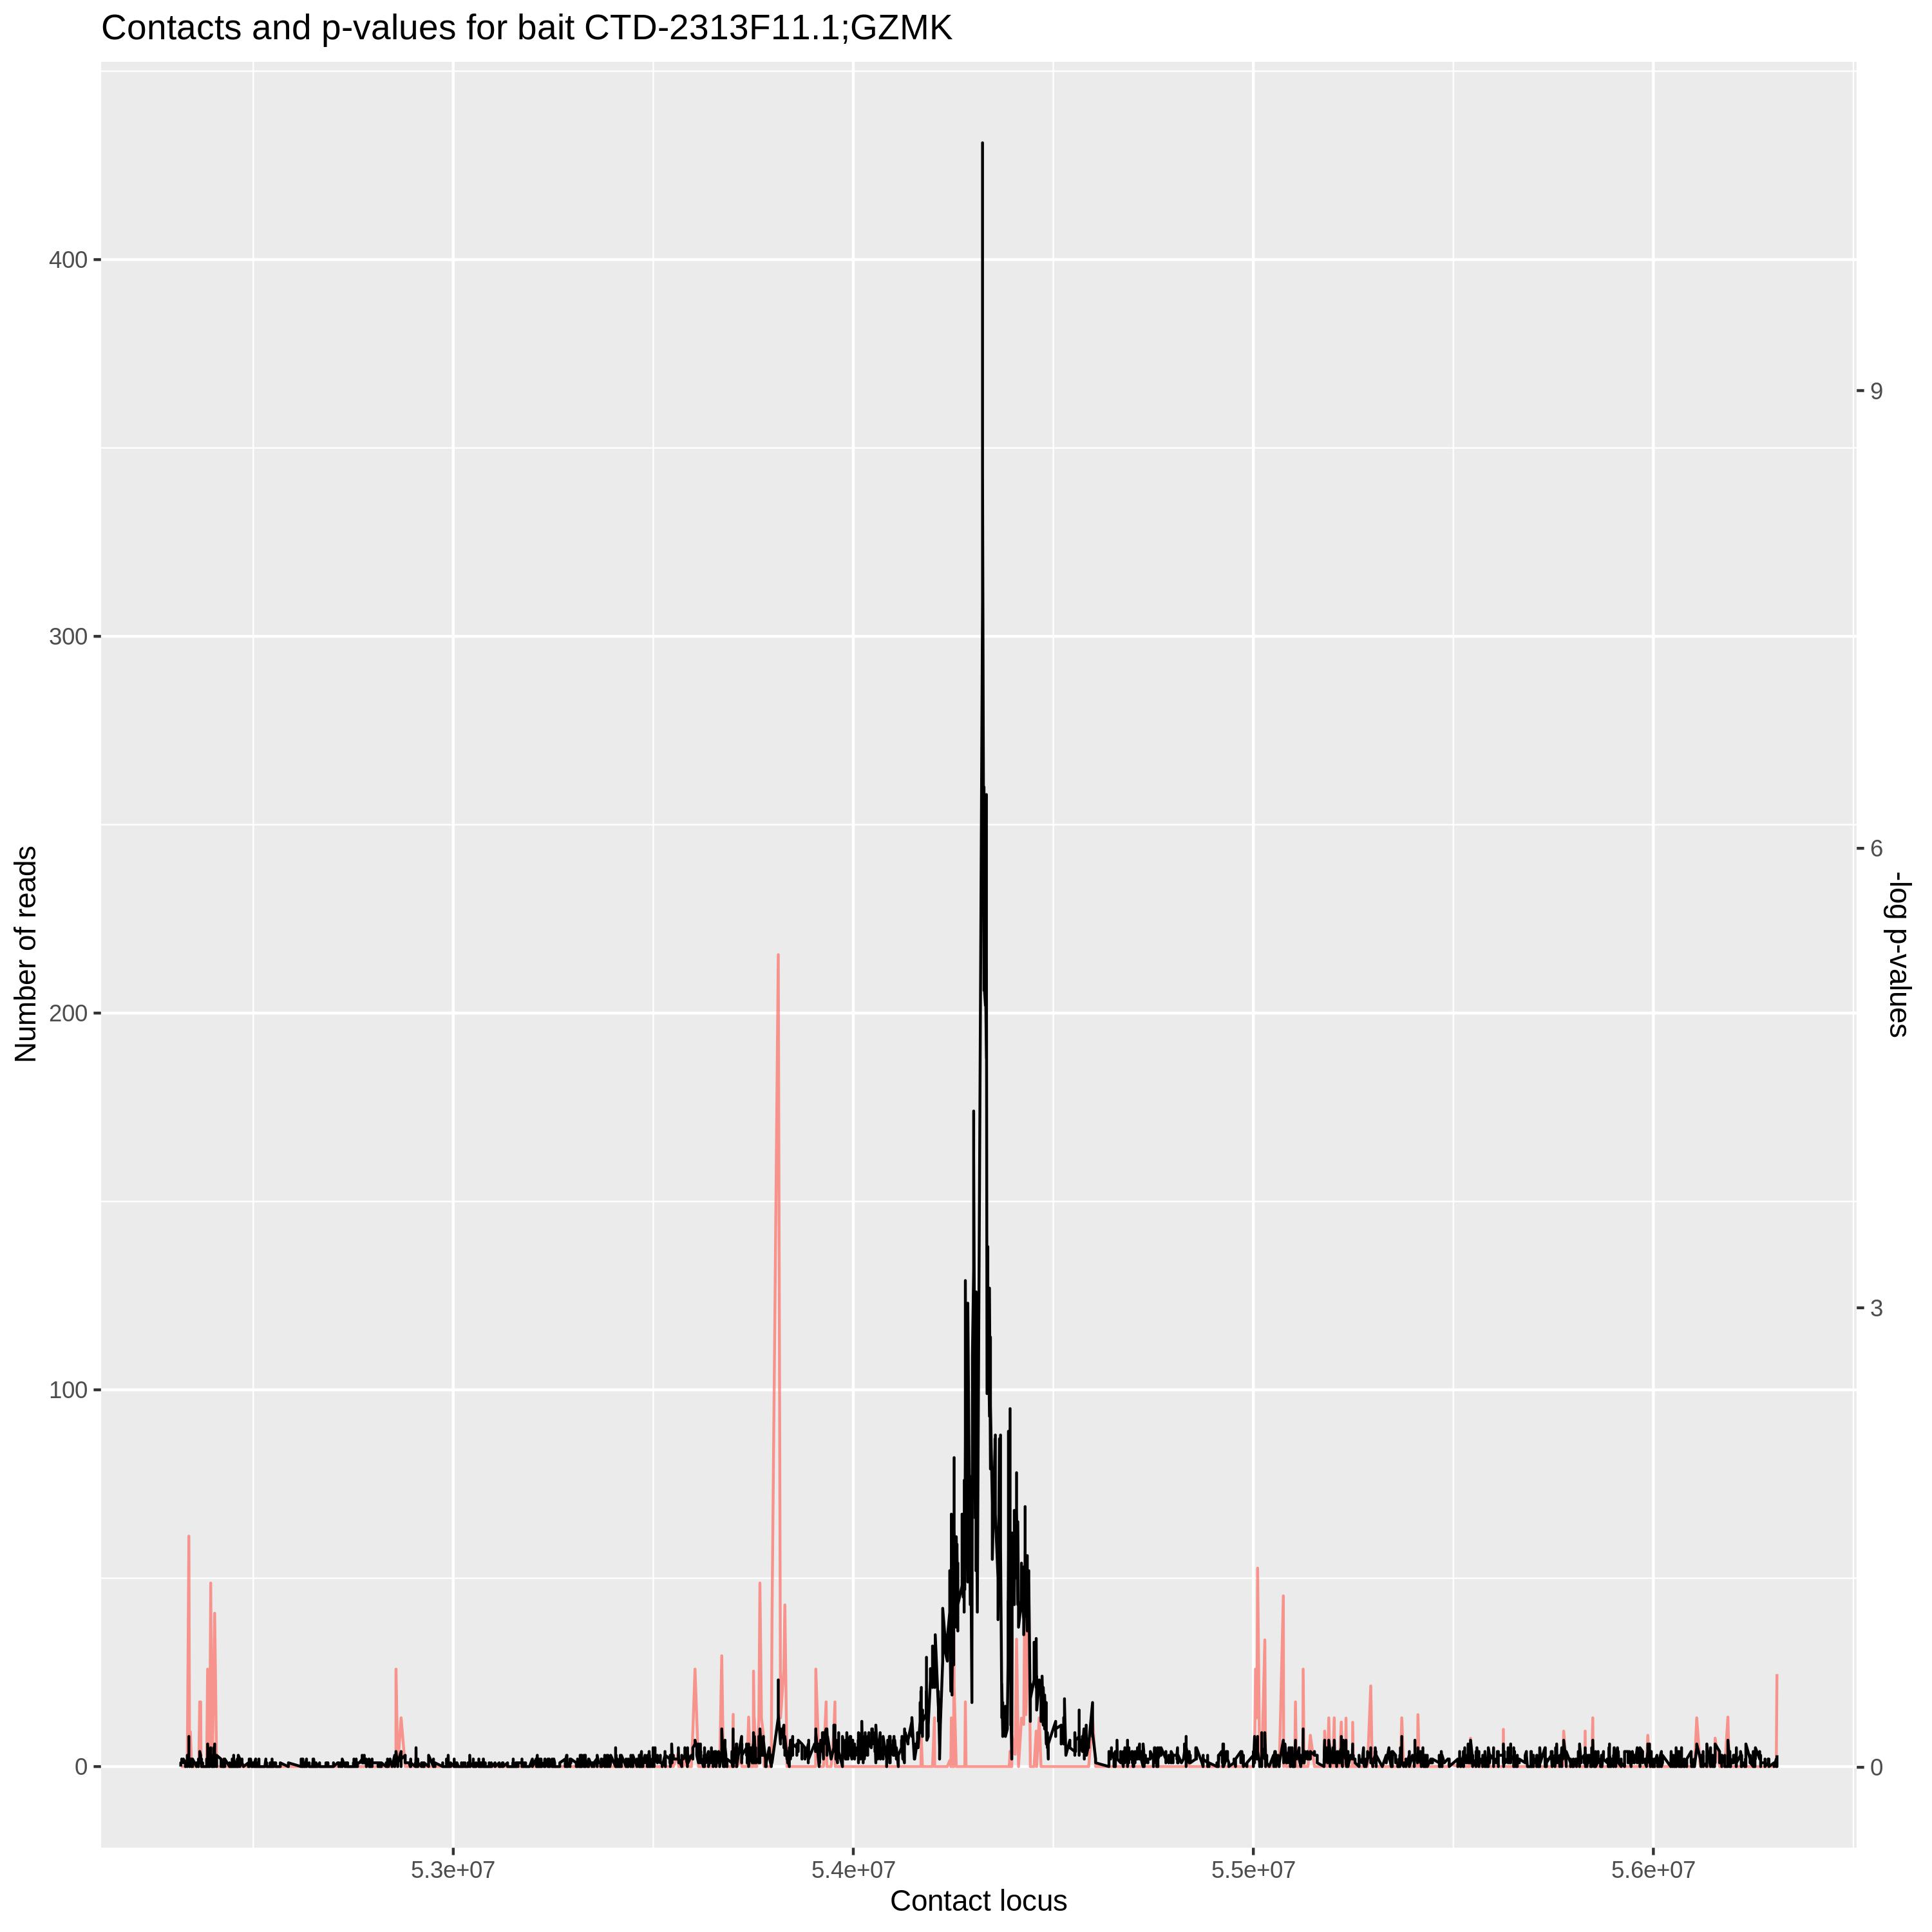 Contacts and p-values for bait CTD-2313F11.1;GZMK
400
300
200
100
0
Number of reads
9
6
3
0
-log p-values
5.3e+07
5.4e+07
5.5e+07
5.6e+07
Contact locus